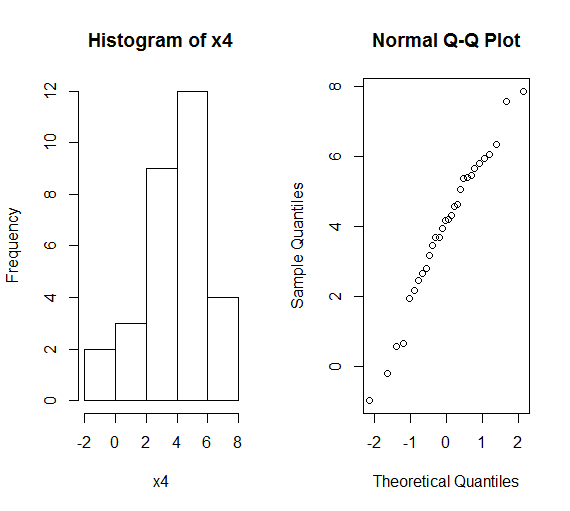 Histogram of x4
Frequency
12
10
8
6
4
2
0
-2 0 2 4 6 8
x4
Normal Q-Q Plot
Sample Quantiles
8
6
4
2
0
-2 -1 0 1 2
Theoretical Quantiles